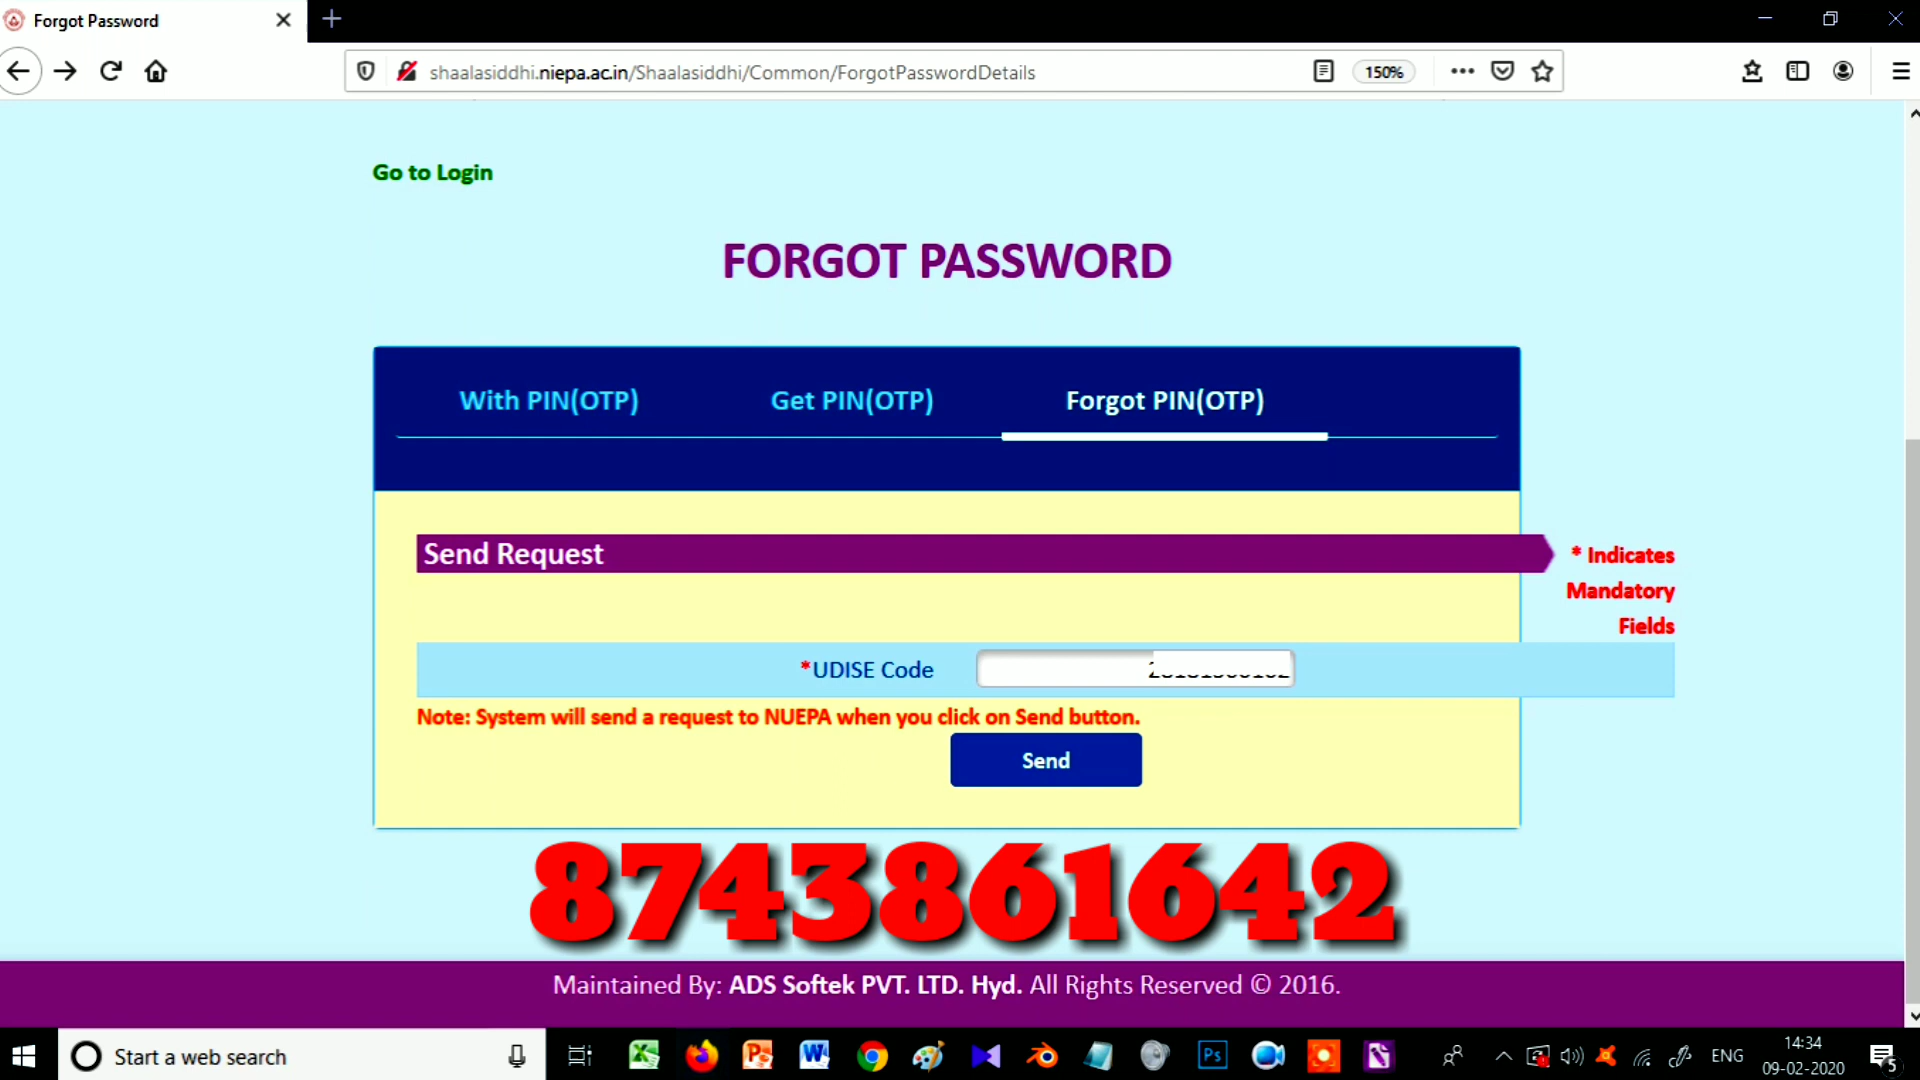 Forgot Password
shaalasiddhi.niepa.ac.in/Shaalasiddhi/Common/ForgotPasswordDetails
150%
Go to Login
FORGOT PASSWORD
With PIN(OTP)
Get PIN(OTP)
Forgot PIN(OTP)
Send Request
* Indicates
Mandatory
Fields
*UDISE Code
Note: System will send a request to NUEPA when you click on Send button.
Send
8743861642
Maintained By: ADS Softek PVT. LTD. Hyd. All Rights Reserved © 2016.
Start a web search
Ps
ENG
14:34
09-02-2020
5